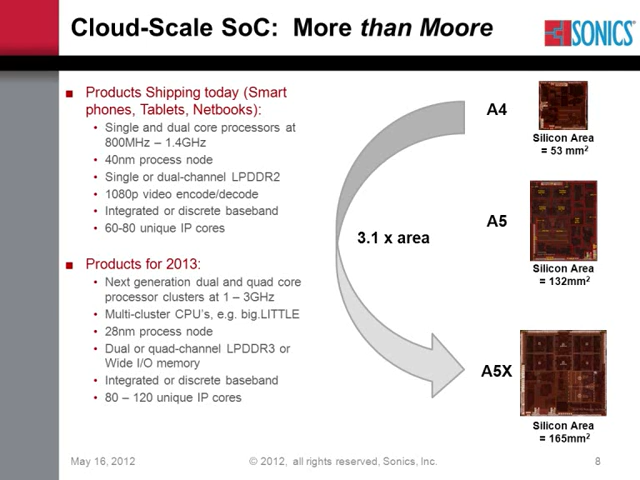 Cloud-Scale SoC: More than Moore
SONICS
■ Products Shipping today (Smart
phones, Tablets, Netbooks):
• Single and dual core processors at
800MHz – 1.4GHz
• 40nm process node
• Single or dual-channel LPDDR2
• 1080p video encode/decode
• Integrated or discrete baseband
• 60-80 unique IP cores
■ Products for 2013:
• Next generation dual and quad core
processor clusters at 1 – 3GHz
• Multi-cluster CPU's, e.g. big.LITTLE
• 28nm process node
• Dual or quad-channel LPDDR3 or
Wide I/O memory
• Integrated or discrete baseband
• 80 – 120 unique IP cores
3.1 x area
A4
Silicon Area
= 53 mm²
A5
Silicon Area
= 132mm²
A5X
Silicon Area
= 165mm²
May 16, 2012
© 2012, all rights reserved, Sonics, Inc.
8